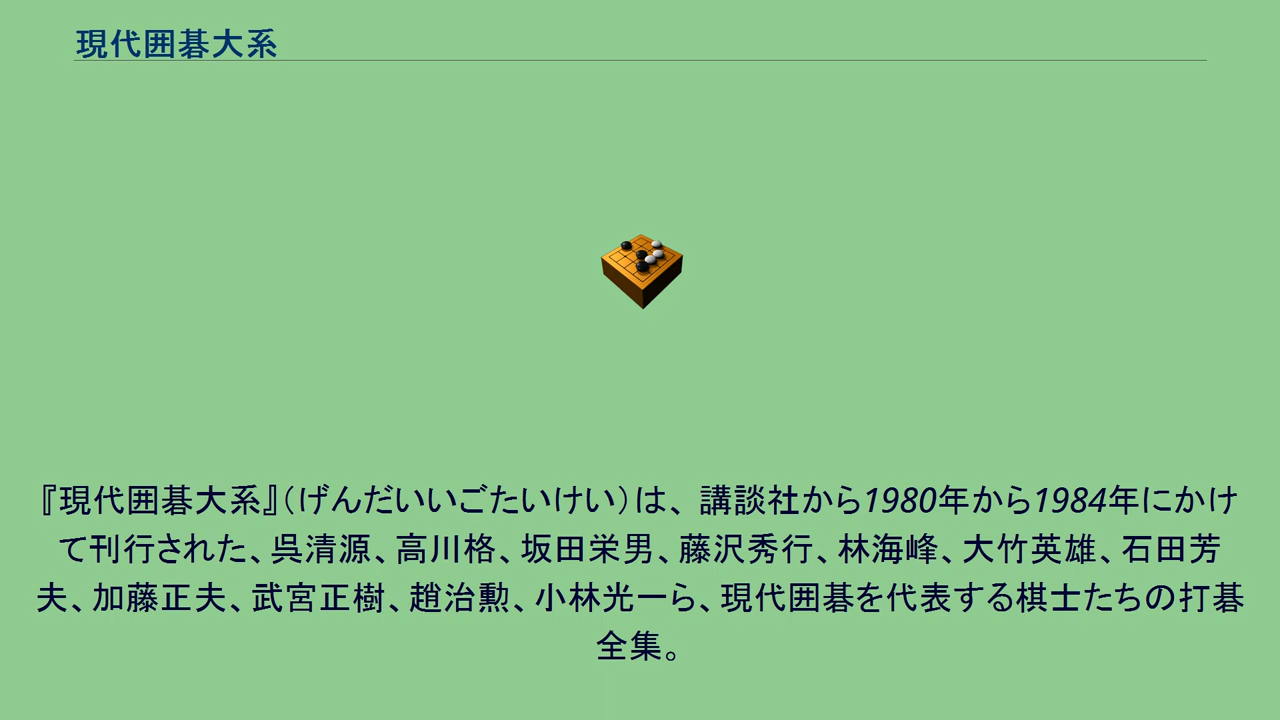 現代囲碁大系
『現代囲碁大系』（げんだいいごたいけい）は、講談社から1980年から1984年にかけ
て刊行された、呉清源、高川格、坂田栄男、藤沢秀行、林海峰、大竹英雄、石田芳
夫、加藤正夫、武宮正樹、趙治勲、小林光一ら、現代囲碁を代表する棋士たちの打碁
全集。